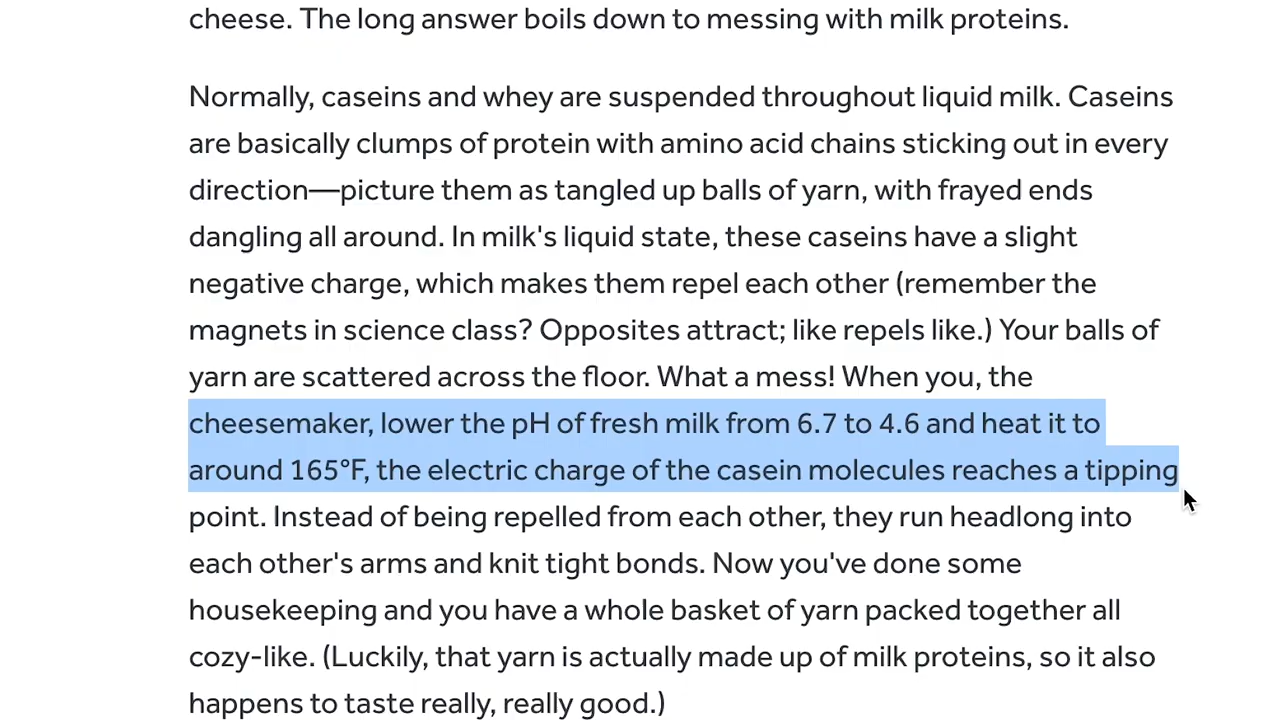 cheese. The long answer boils down to messing with milk proteins.
Normally, caseins and whey are suspended throughout liquid milk. Caseins
are basically clumps of protein with amino acid chains sticking out in every
direction—picture them as tangled up balls of yarn, with frayed ends
dangling all around. In milk's liquid state, these caseins have a slight
negative charge, which makes them repel each other (remember the
magnets in science class? Opposites attract; like repels like.) Your balls of
yarn are scattered across the floor. What a mess! When you, the
cheesemaker, lower the pH of fresh milk from 6.7 to 4.6 and heat it to
around 165°F, the electric charge of the casein molecules reaches a tipping
point. Instead of being repelled from each other, they run headlong into
each other's arms and knit tight bonds. Now you've done some
housekeeping and you have a whole basket of yarn packed together all
cozy-like. (Luckily, that yarn is actually made up of milk proteins, so it also
happens to taste really, really good.)